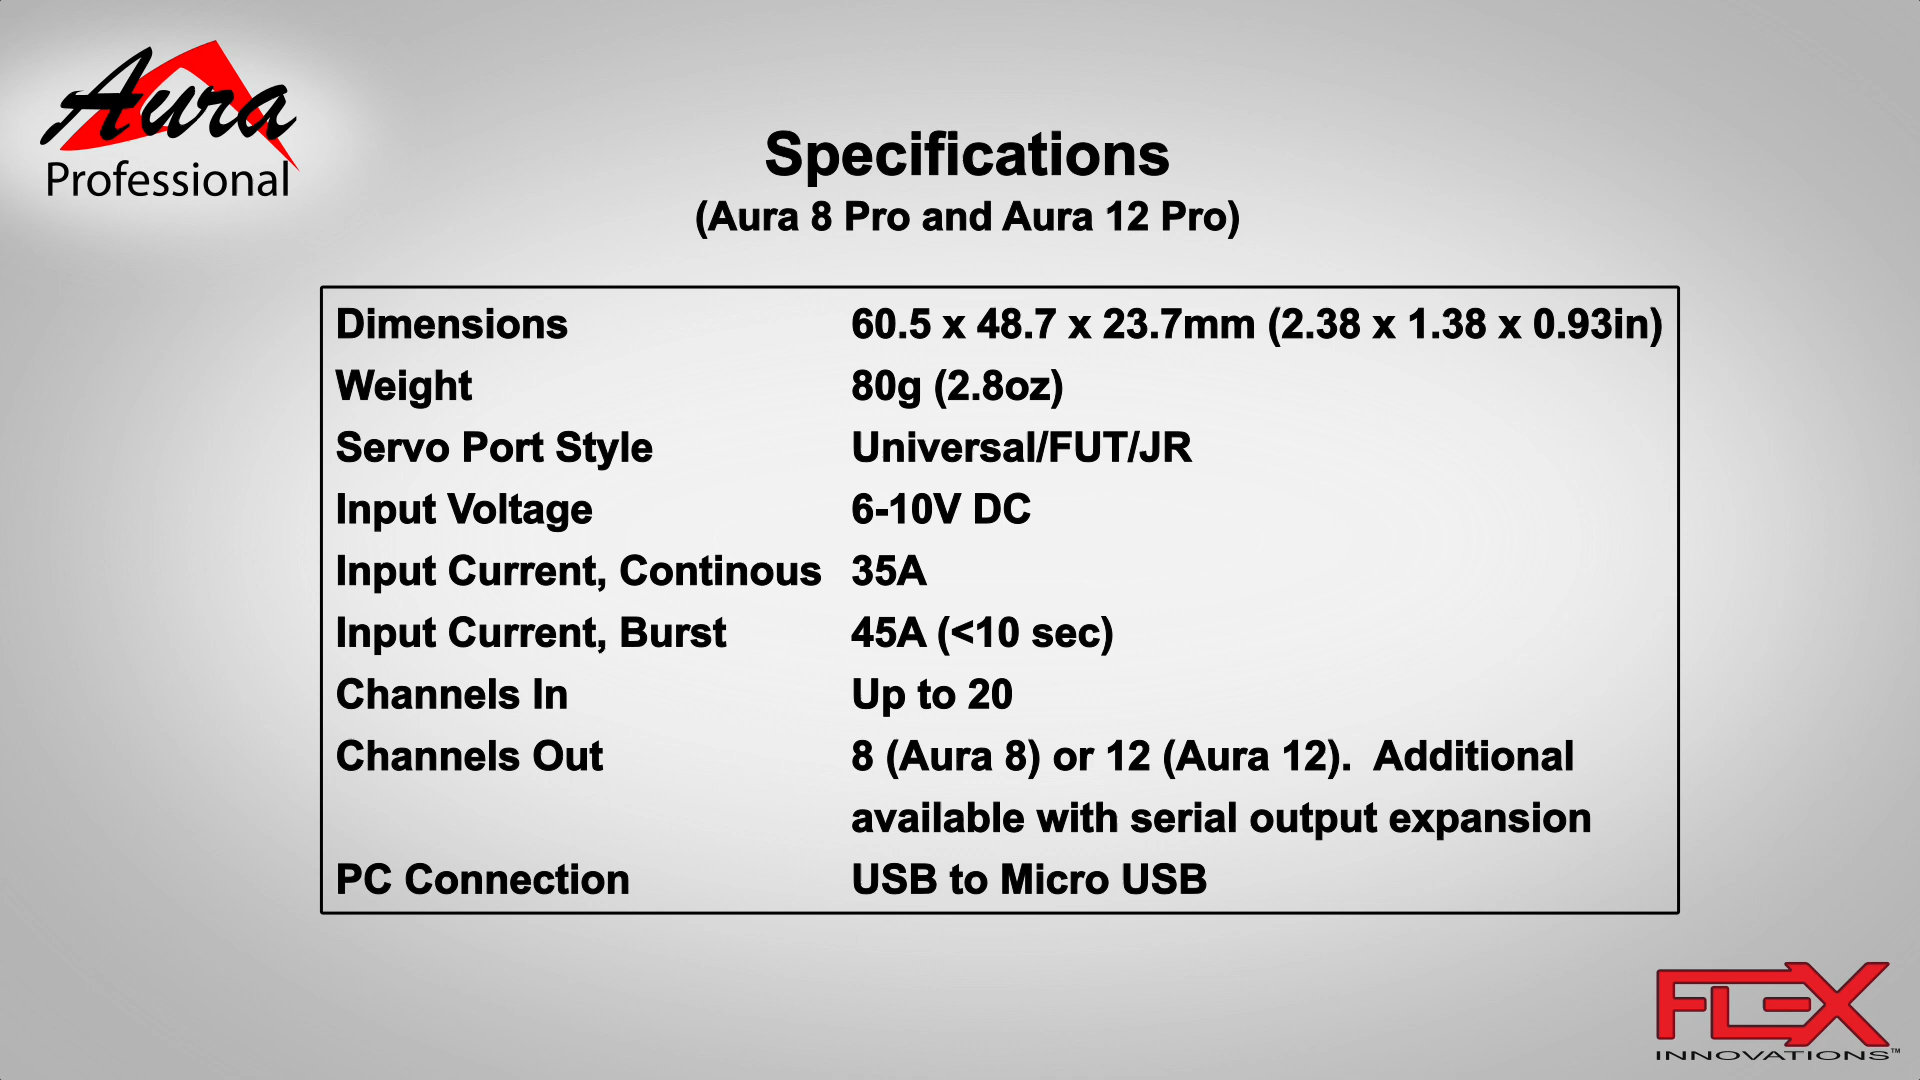 Aura
Professional
Specifications
(Aura 8 Pro and Aura 12 Pro)
Dimensions 60.5 x 48.7 x 23.7mm (2.38 x 1.38 x 0.93in)
Weight 80g (2.8oz)
Servo Port Style Universal/FUT/JR
Input Voltage 6-10V DC
Input Current, Continous 35A
Input Current, Burst 45A (<10 sec)
Channels In Up to 20
Channels Out 8 (Aura 8) or 12 (Aura 12).  Additional
available with serial output expansion
PC Connection USB to Micro USB
FLEX
INNOVATIONS™